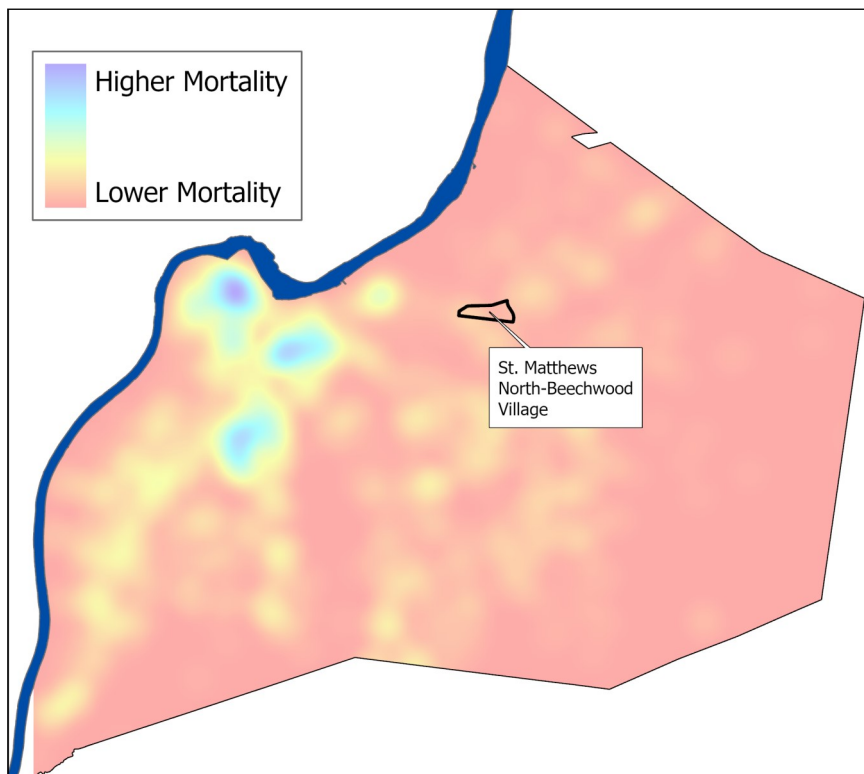 Higher Mortality
Lower Mortality
St. Matthews
North-Beechwood
Village